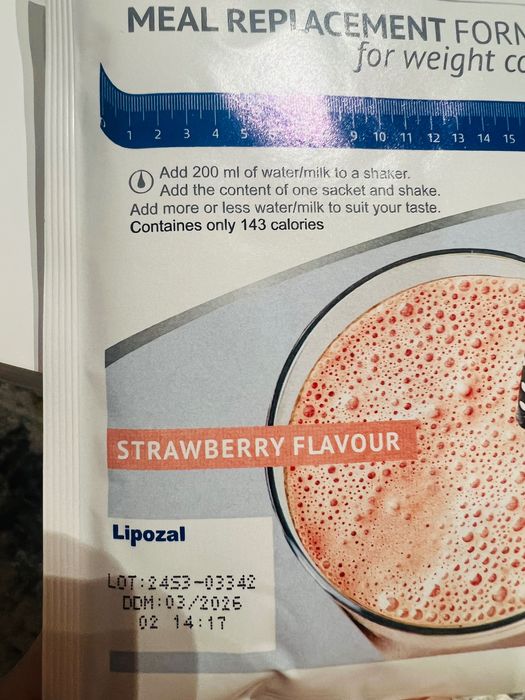 MEAL REPLACEMENT
for weight
1 2 3 4 5 9 10 11 12 13 14 15
Add 200 ml of water/milk to a shaker.
Add the content of one sacket and shake.
Add more or less water/milk to suit your taste.
Containes only 143 calories
STRAWBERRY FLAVOUR
Lipozal
LOT:2453-03342
DDM:03/2026
02 14:17